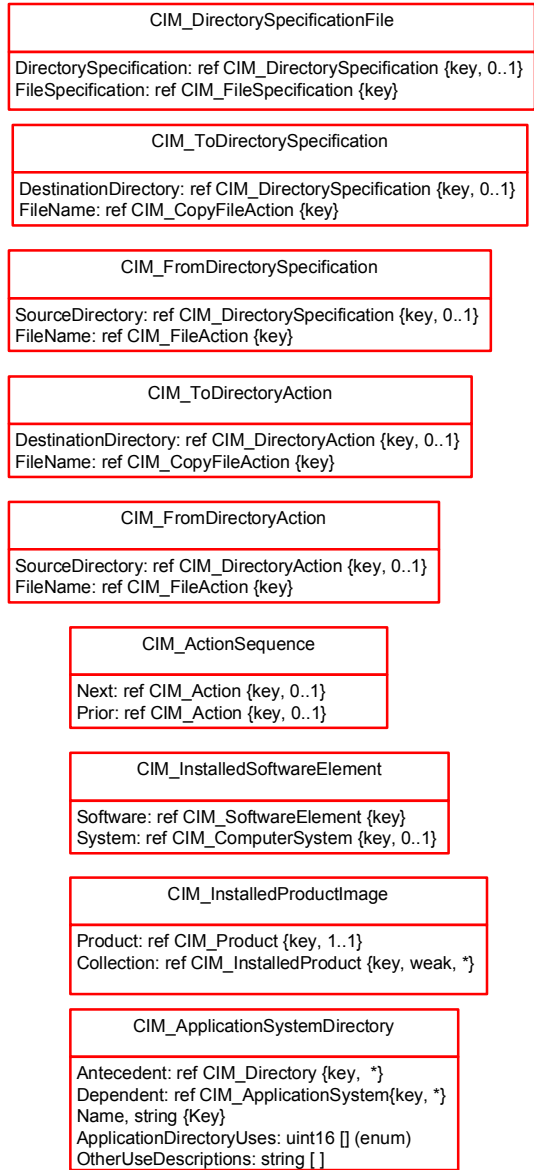 CIM_DirectorySpecificationFile
DirectorySpecification: ref CIM_DirectorySpecification {key, 0..1}
FileSpecification: ref CIM_FileSpecification {key}
CIM_ToDirectorySpecification
DestinationDirectory: ref CIM_DirectorySpecification {key, 0..1}
FileName: ref CIM_CopyFileAction {key}
CIM_FromDirectorySpecification
SourceDirectory: ref CIM_DirectorySpecification {key, 0..1}
FileName: ref CIM_FileAction {key}
CIM_ToDirectoryAction
DestinationDirectory: ref CIM_DirectoryAction {key, 0..1}
FileName: ref CIM_CopyFileAction {key}
CIM_FromDirectoryAction
SourceDirectory: ref CIM_DirectoryAction {key, 0..1}
FileName: ref CIM_FileAction {key}
CIM_ActionSequence
Next: ref CIM_Action {key, 0..1}
Prior: ref CIM_Action {key, 0..1}
CIM_InstalledSoftwareElement
Software: ref CIM_SoftwareElement {key}
System: ref CIM_ComputerSystem {key, 0..1}
CIM_InstalledProductImage
Product: ref CIM_Product {key, 1..1}
Collection: ref CIM_InstalledProduct {key, weak, *}
CIM_ApplicationSystemDirectory
Antecedent: ref CIM_Directory {key,  *}
Dependent: ref CIM_ApplicationSystem{key, *}
Name, string {Key}
ApplicationDirectoryUses: uint16 [] (enum)
OtherUseDescriptions: string [ ]